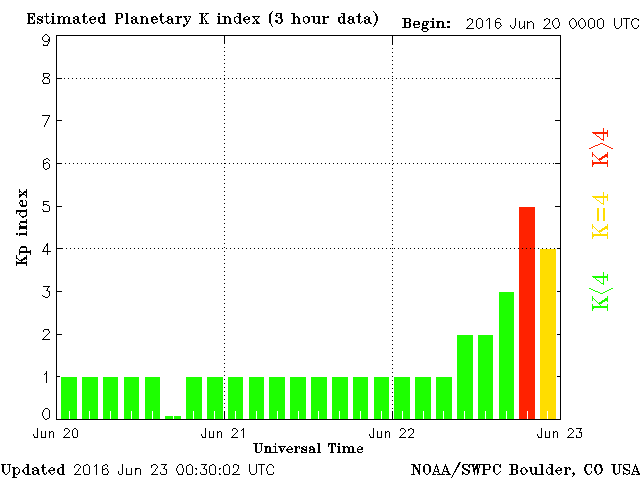 Estimated Planetary K index (3 hour data) Begin: 2016 Jun 20 0000 UTC
9
8
7
6
5
4
3
2
1
0
Kp index
K>4
K=4
K<4
Jun 20 Jun 21 Jun 22 Jun 23
Universal Time
Updated 2016 Jun 23 00:30:02 UTC NOAA/SWPC Boulder, CO USA